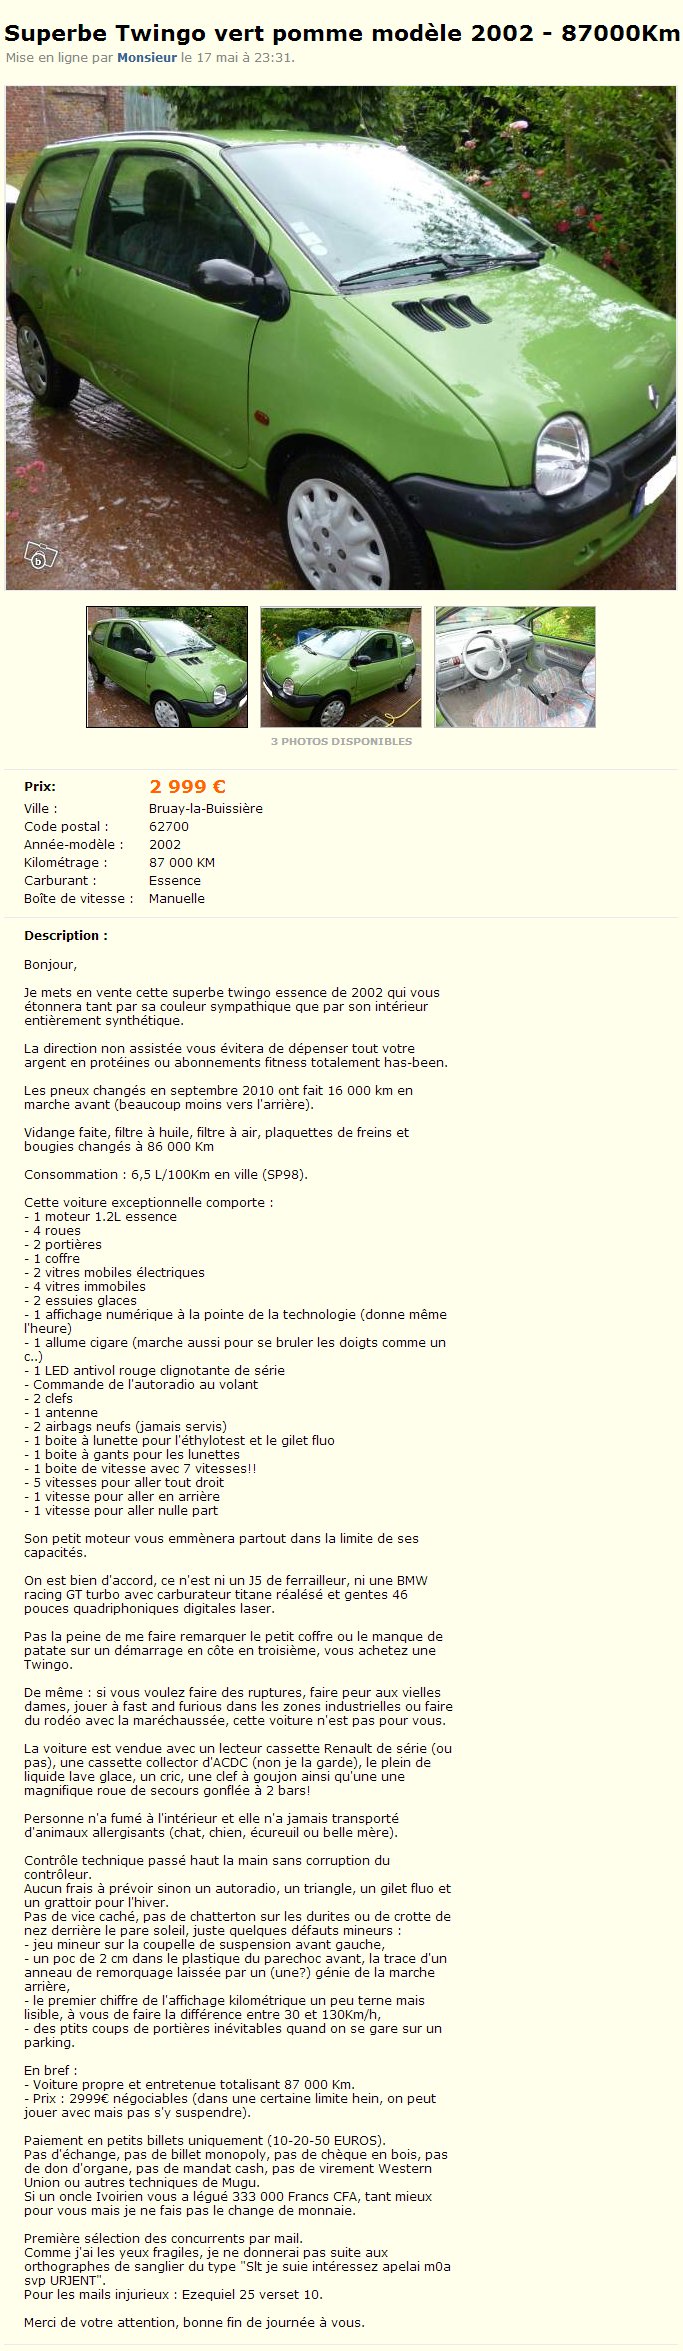 Superbe Twingo vert pomme modèle 2002 - 87000Km
Mise en ligne par Monsieur le 17 mai à 23:31.
b
3 PHOTOS DISPONIBLES
Prix: 2 999 €
Ville : Bruay-la-Buissière
Code postal : 62700
Année-modèle : 2002
Kilométrage : 87 000 KM
Carburant : Essence
Boîte de vitesse : Manuelle
Description :
Bonjour,
Je mets en vente cette superbe twingo essence de 2002 qui vous
étonnera tant par sa couleur sympathique que par son intérieur
entièrement synthétique.
La direction non assistée vous évitera de dépenser tout votre
argent en protéines ou abonnements fitness totalement has-been.
Les pneux changés en septembre 2010 ont fait 16 000 km en
marche avant (beaucoup moins vers l'arrière).
Vidange faite, filtre à huile, filtre à air, plaquettes de freins et
bougies changés à 86 000 Km
Consommation : 6,5 L/100Km en ville (SP98).
Cette voiture exceptionnelle comporte :
- 1 moteur 1.2L essence
- 4 roues
- 2 portières
- 1 coffre
- 2 vitres mobiles électriques
- 4 vitres immobiles
- 2 essuies glaces
- 1 affichage numérique à la pointe de la technologie (donne même
l'heure)
- 1 allume cigare (marche aussi pour se bruler les doigts comme un
c..)
- 1 LED antivol rouge clignotante de série
- Commande de l'autoradio au volant
- 2 clefs
- 1 antenne
- 2 airbags neufs (jamais servis)
- 1 boite à lunette pour l'éthylotest et le gilet fluo
- 1 boite à gants pour les lunettes
- 1 boite de vitesse avec 7 vitesses!!
- 5 vitesses pour aller tout droit
- 1 vitesse pour aller en arrière
- 1 vitesse pour aller nulle part
Son petit moteur vous emmènera partout dans la limite de ses
capacités.
On est bien d'accord, ce n'est ni un J5 de ferrailleur, ni une BMW
racing GT turbo avec carburateur titane réalésé et gentes 46
pouces quadriphoniques digitales laser.
Pas la peine de me faire remarquer le petit coffre ou le manque de
patate sur un démarrage en côte en troisième, vous achetez une
Twingo.
De même : si vous voulez faire des ruptures, faire peur aux vielles
dames, jouer à fast and furious dans les zones industrielles ou faire
du rodéo avec la maréchaussée, cette voiture n'est pas pour vous.
La voiture est vendue avec un lecteur cassette Renault de série (ou
pas), une cassette collector d'ACDC (non je la garde), le plein de
liquide lave glace, un cric, une clef à goujon ainsi qu'une une
magnifique roue de secours gonflée à 2 bars!
Personne n'a fumé à l'intérieur et elle n'a jamais transporté
d'animaux allergisants (chat, chien, écureuil ou belle mère).
Contrôle technique passé haut la main sans corruption du
contrôleur.
Aucun frais à prévoir sinon un autoradio, un triangle, un gilet fluo et
un grattoir pour l'hiver.
Pas de vice caché, pas de chatterton sur les durites ou de crotte de
nez derrière le pare soleil, juste quelques défauts mineurs :
- jeu mineur sur la coupelle de suspension avant gauche,
- un poc de 2 cm dans le plastique du parechoc avant, la trace d'un
anneau de remorquage laissée par un (une?) génie de la marche
arrière,
- le premier chiffre de l'affichage kilométrique un peu terne mais
lisible, à vous de faire la différence entre 30 et 130Km/h,
- des ptits coups de portières inévitables quand on se gare sur un
parking.
En bref :
- Voiture propre et entretenue totalisant 87 000 Km.
- Prix : 2999€ négociables (dans une certaine limite hein, on peut
jouer avec mais pas s'y suspendre).
Paiement en petits billets uniquement (10-20-50 EUROS).
Pas d'échange, pas de billet monopoly, pas de chèque en bois, pas
de don d'organe, pas de mandat cash, pas de virement Western
Union ou autres techniques de Mugu.
Si un oncle Ivoirien vous a légué 333 000 Francs CFA, tant mieux
pour vous mais je ne fais pas le change de monnaie.
Première sélection des concurrents par mail.
Comme j'ai les yeux fragiles, je ne donnerai pas suite aux
orthographes de sanglier du type "Slt je suie intéressez apelai m0a
svp URJENT".
Pour les mails injurieux : Ezequiel 25 verset 10.
Merci de votre attention, bonne fin de journée à vous.